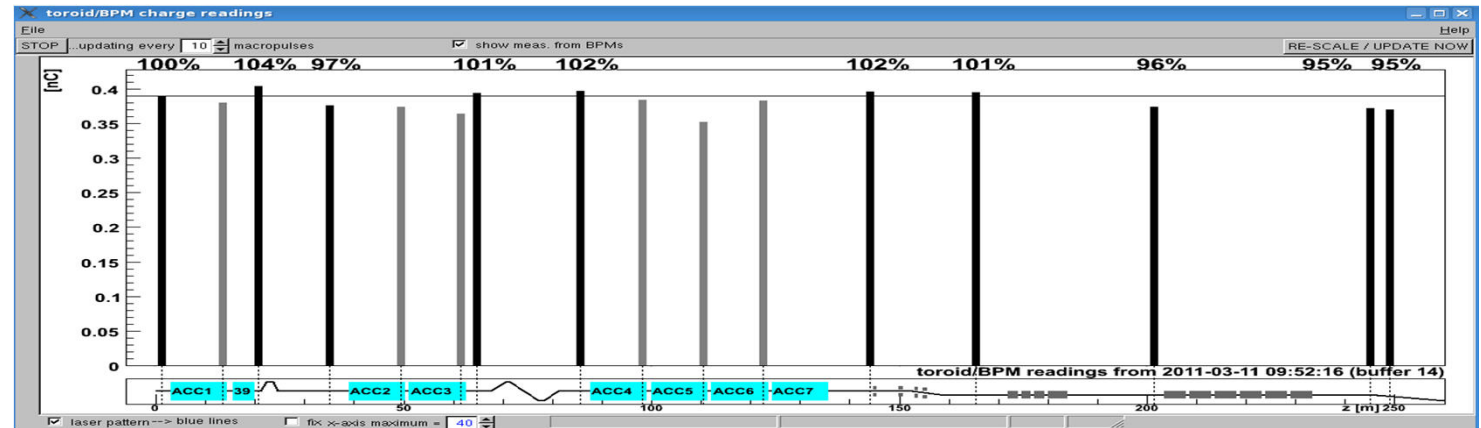 toroid/BPM charge readings
File Help
STOP ...updating every 10 macropulses show meas. from BPMs RE-SCALE / UPDATE NOW
100% 104% 97% 101% 102% 102% 101% 96% 95% 95%
[nC]
0.4
0.35
0.3
0.25
0.2
0.15
0.1
0.05
0
toroid/BPM readings from 2011-03-11 09:52:16 (buffer 14)
ACC1 39 ACC2 ACC3 ACC4 ACC5 ACC6 ACC7
0 50 100 150 200 z [m] 250
laser pattern--> blue lines fix x-axis maximum = 40